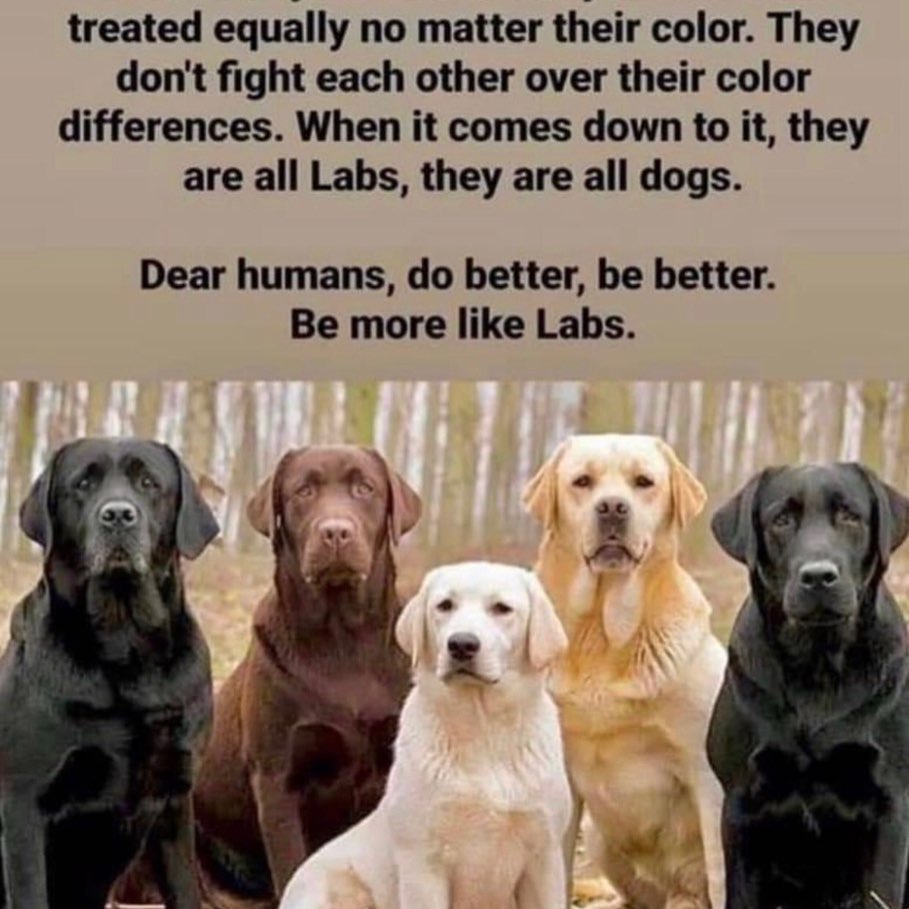 treated equally no matter their color. They
don't fight each other over their color
differences. When it comes down to it, they
are all Labs, they are all dogs.
Dear humans, do better, be better.
Be more like Labs.